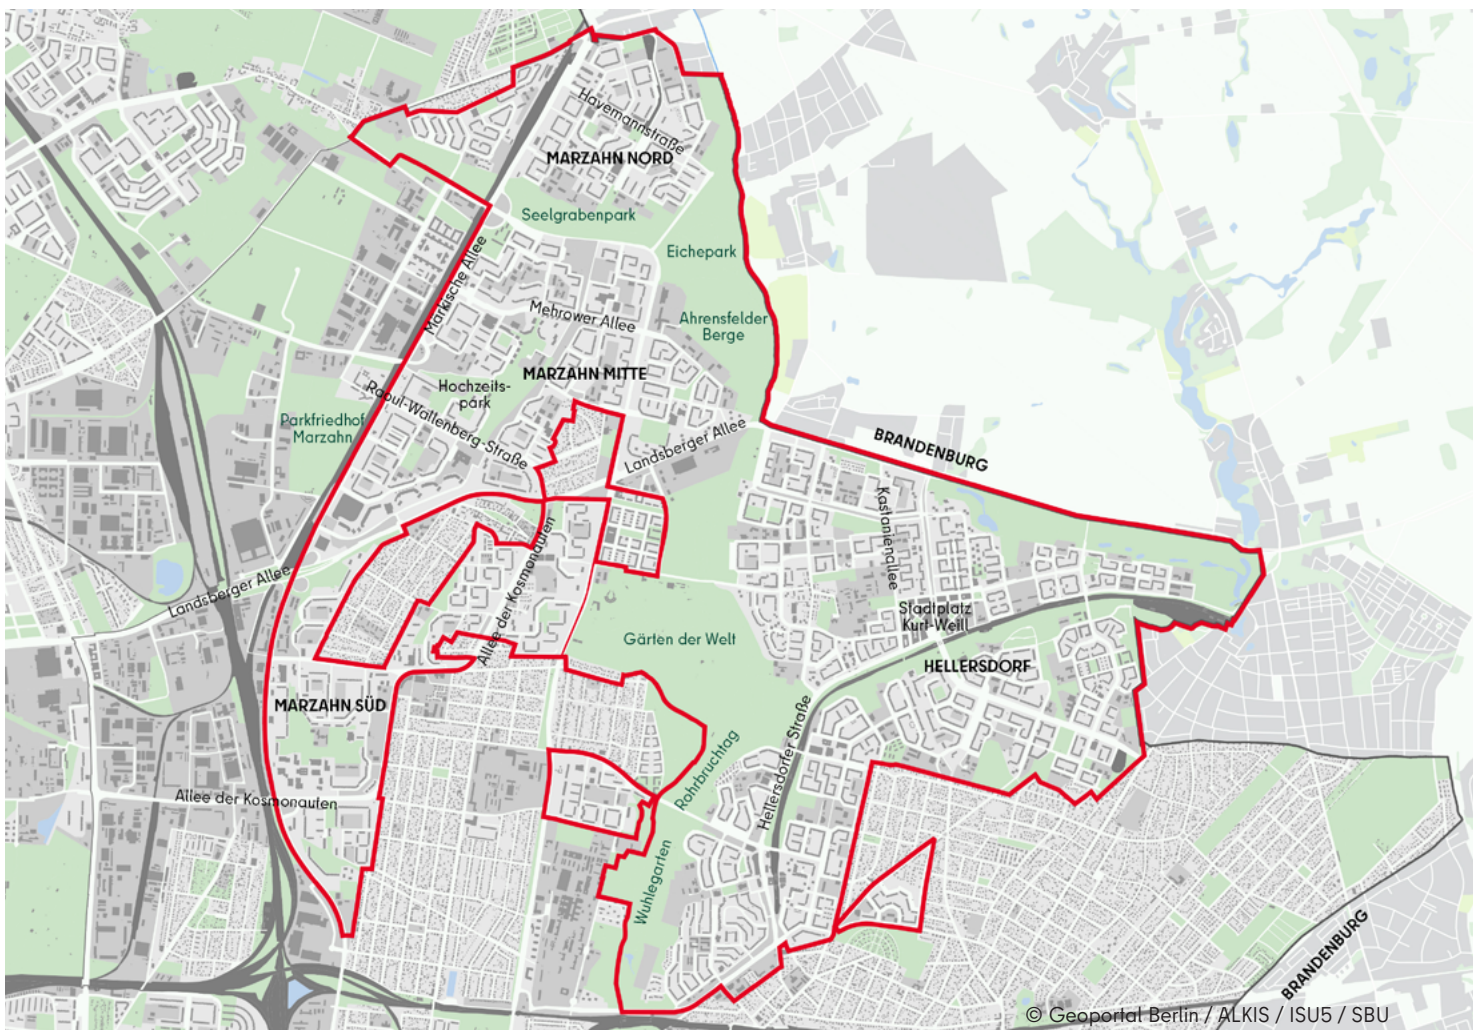 Havemannstraße
MARZAHN NORD
Seelgrabenpark
Eichepark
Märkische Allee
Mehrower Allee
Ahrensfelder
Berge
MARZAHN MITTE
Hochzeits-
park
Raoul-Wallenberg-Straße
Parkfriedhof
Marzahn
Landsberger Allee
BRANDENBURG
Kastanienallee
Landsberger Allee
Allee der Kosmonaufen
Stadtplatz
Kurt-Weill
Gärten der Welt
HELLERSDORF
MARZAHN SÜD
Hellersdorfer Straße
Rohrbruchtag
Allee der Kosmonaufen
Wuhlegarten
BRANDENBURG
© Geoportal Berlin / ALKIS / ISU5 / SBU